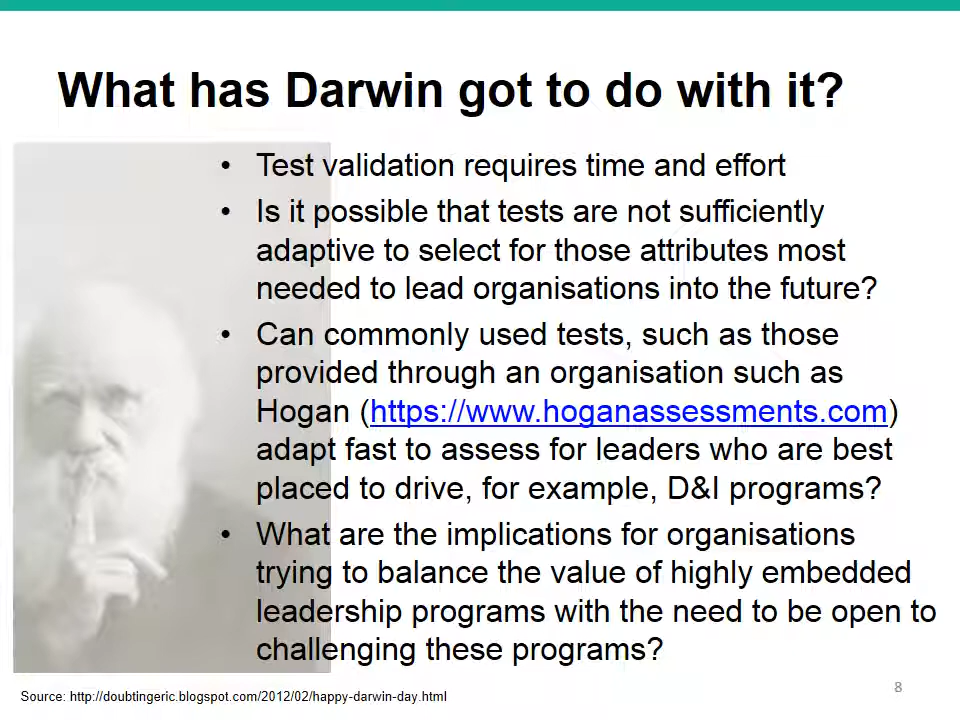 What has Darwin got to do with it?
• Test validation requires time and effort
• Is it possible that tests are not sufficiently
adaptive to select for those attributes most
needed to lead organisations into the future?
• Can commonly used tests, such as those
provided through an organisation such as
Hogan (https://www.hoganassessments.com)
adapt fast to assess for leaders who are best
placed to drive, for example, D&I programs?
• What are the implications for organisations
trying to balance the value of highly embedded
leadership programs with the need to be open to
challenging these programs?
Source: http://doubtingeric.blogspot.com/2012/02/happy-darwin-day.html
8